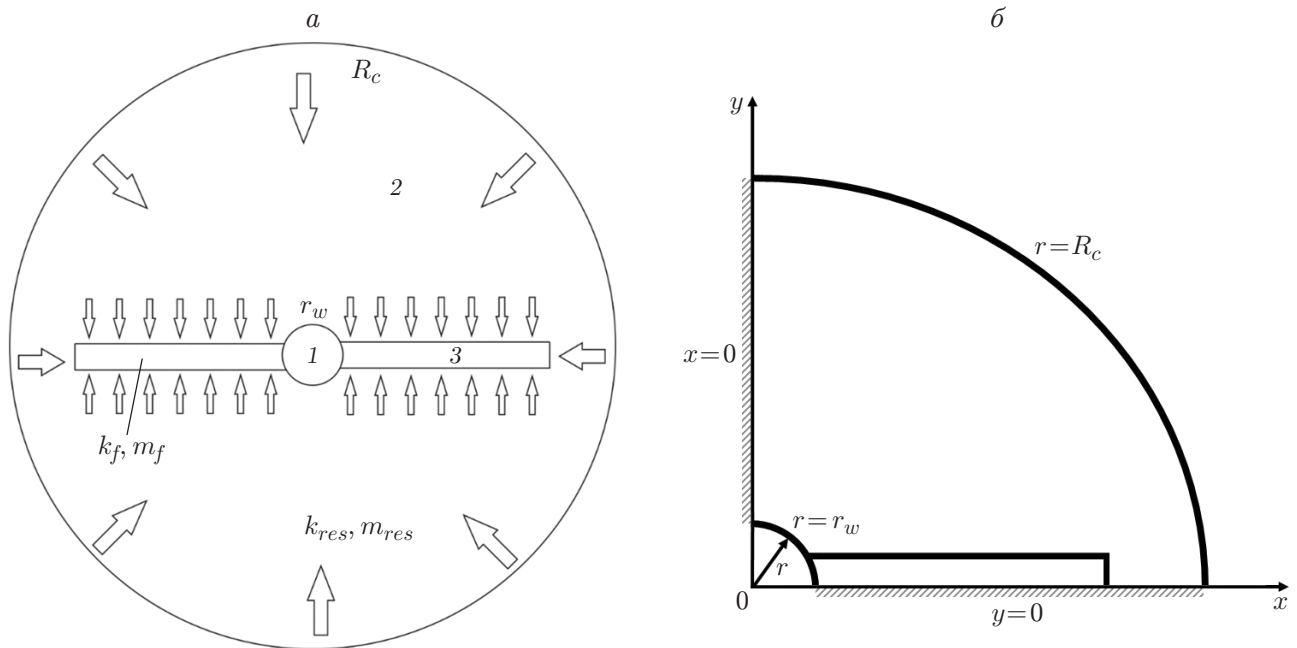 а
R_c
2
r_w
1
3
k_f, m_f
k_res, m_res
б
y
r=R_c
x=0
r=r_w
r
0
y=0
x